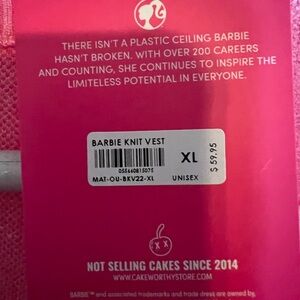 THERE ISN'T A PLASTIC CEILING BARBIE
HASN'T BROKEN. WITH OVER 200 CAREERS
AND COUNTING, SHE CONTINUES TO INSPIRE THE
LIMITLESS POTENTIAL IN EVERYONE.
BARBIE KNIT VEST
055660815075
XL
$ 59.95
MAT-OU-BKV22-XL
UNISEX
NOT SELLING CAKES SINCE 2014
WWW.CAKEWORTHYSTORE.COM
BARBIE™ and associated trademarks and trade dress are owned by,